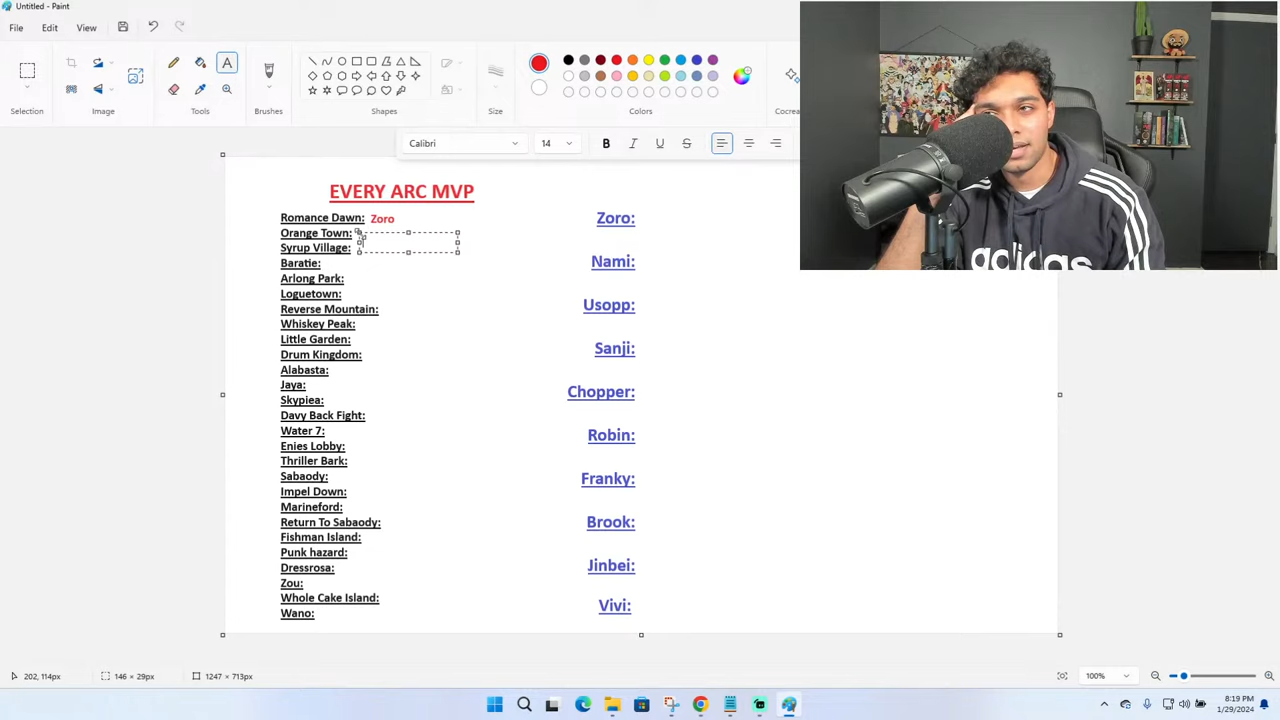 Untitled - Paint
File Edit View
Selection Image Tools Brushes Shapes Size Colors Cocrea
Calibri 14 B I U S
EVERY ARC MVP
Romance Dawn: Zoro
Orange Town:
Syrup Village:
Baratie:
Arlong Park:
Loguetown:
Reverse Mountain:
Whiskey Peak:
Little Garden:
Drum Kingdom:
Alabasta:
Jaya:
Skypiea:
Davy Back Fight:
Water 7:
Enies Lobby:
Thriller Bark:
Sabaody:
Impel Down:
Marineford:
Return To Sabaody:
Fishman Island:
Punk hazard:
Dressrosa:
Zou:
Whole Cake Island:
Wano:
Zoro:
Nami:
Usopp:
Sanji:
Chopper:
Robin:
Franky:
Brook:
Jinbei:
Vivi:
adidas
202, 114px 146 × 29px 1247 × 713px 100%
8:19 PM
1/29/2024